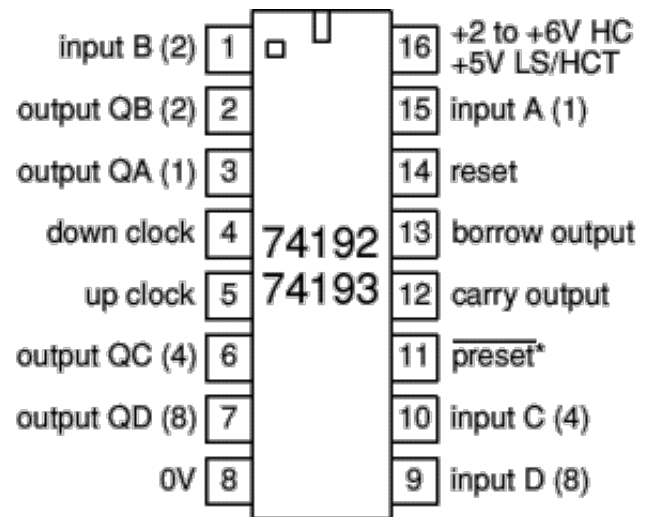 input B (2) 1
output QB (2) 2
output QA (1) 3
down clock 4
up clock 5
output QC (4) 6
output QD (8) 7
0V 8
74192
74193
16 +2 to +6V HC
+5V LS/HCT
15 input A (1)
14 reset
13 borrow output
12 carry output
11 preset*
10 input C (4)
9 input D (8)